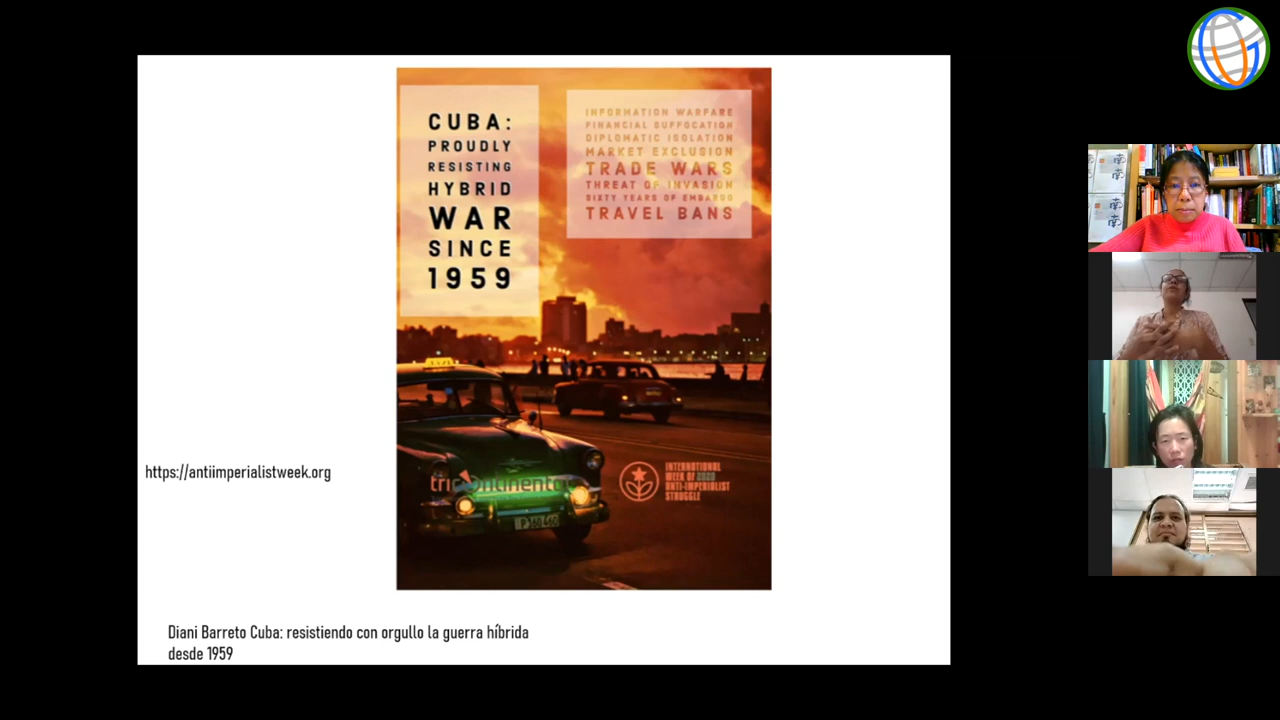 CUBA:
PROUDLY
RESISTING
HYBRID
WAR
SINCE
1959
INFORMATION WARFARE
FINANCIAL SUFFOCATION
DIPLOMATIC ISOLATION
MARKET EXCLUSION
TRADE WARS
THREAT OF INVASION
SIXTY YEARS OF EMBARGO
TRAVEL BANS
tricontinental
INTERNATIONAL
WEEK OF 2020
ANTI-IMPERIALIST
STRUGGLE
https://antiimperialistweek.org
Diani Barreto Cuba: resistiendo con orgullo la guerra híbrida
desde 1959